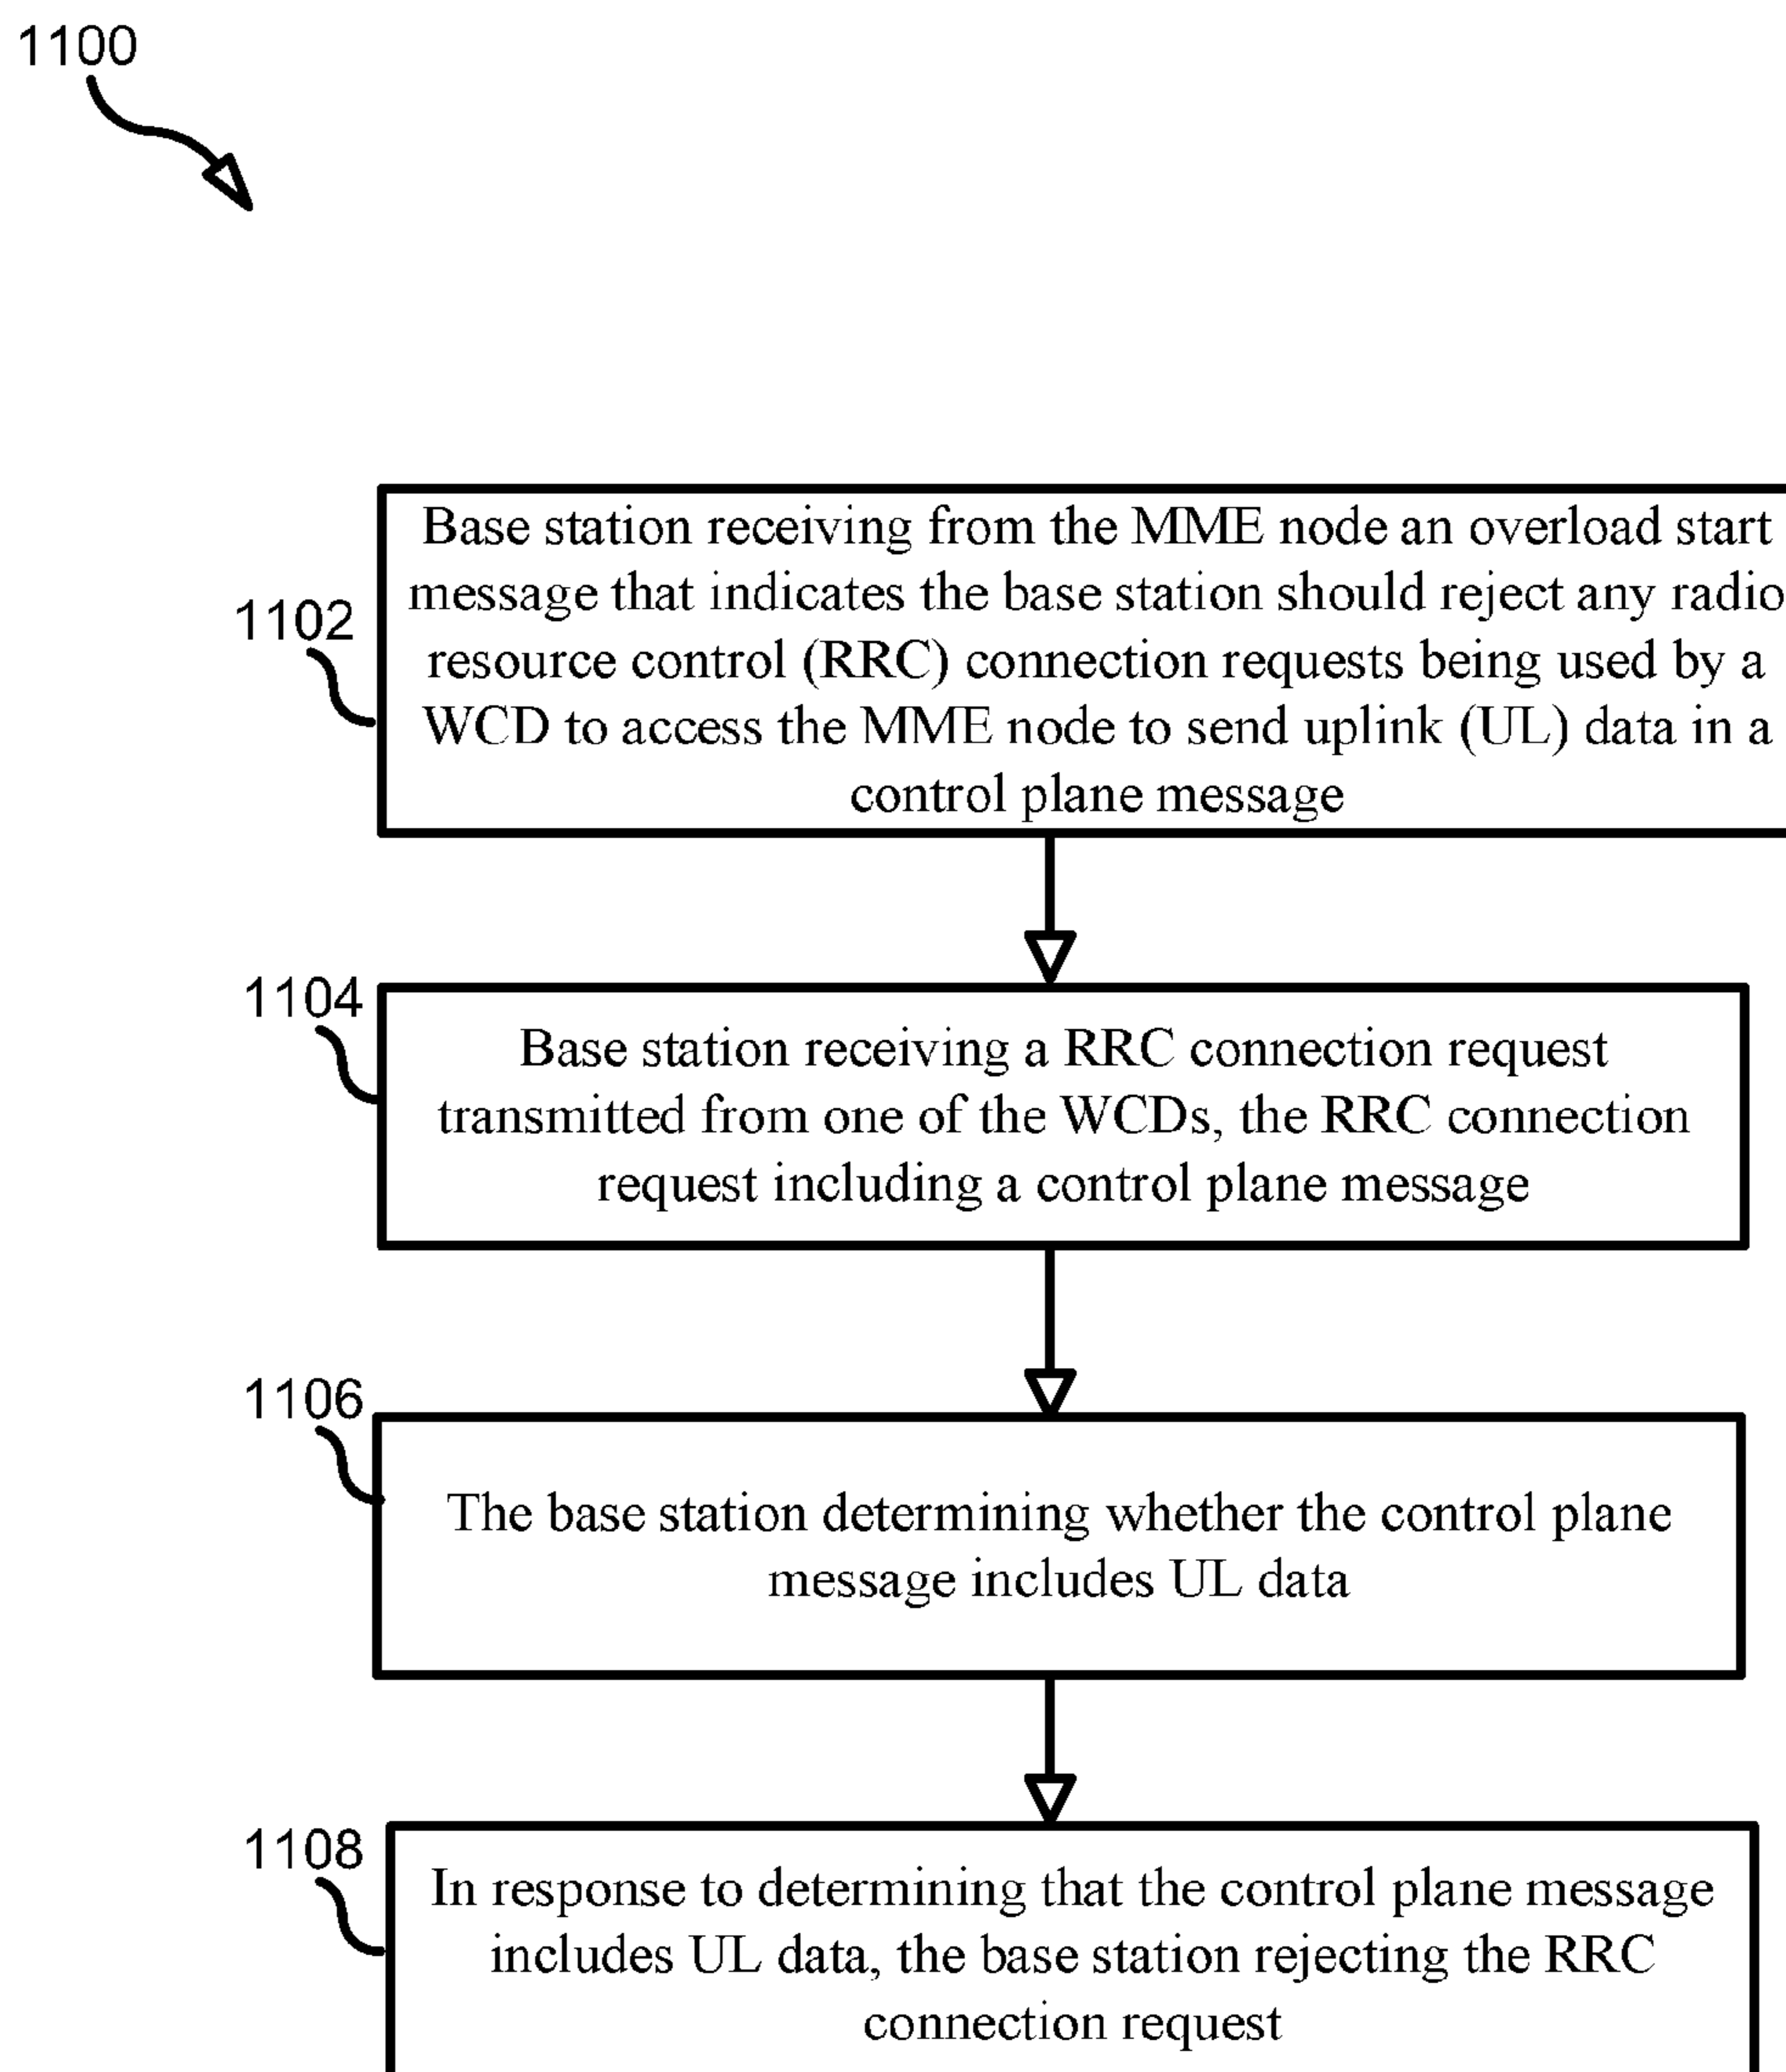 1100
Base station receiving from the MME node an overload start
message that indicates the base station should reject any radio
1102
resource control (RRC) connection requests being used by a
WCD to access the MME node to send uplink (UL) data in a
control plane message
1104
Base station receiving a RRC connection request
transmitted from one of the WCDs, the RRC connection
request including a control plane message
1106
The base station determining whether the control plane
message includes UL data
1108
In response to determining that the control plane message
includes UL data, the base station rejecting the RRC
connection request